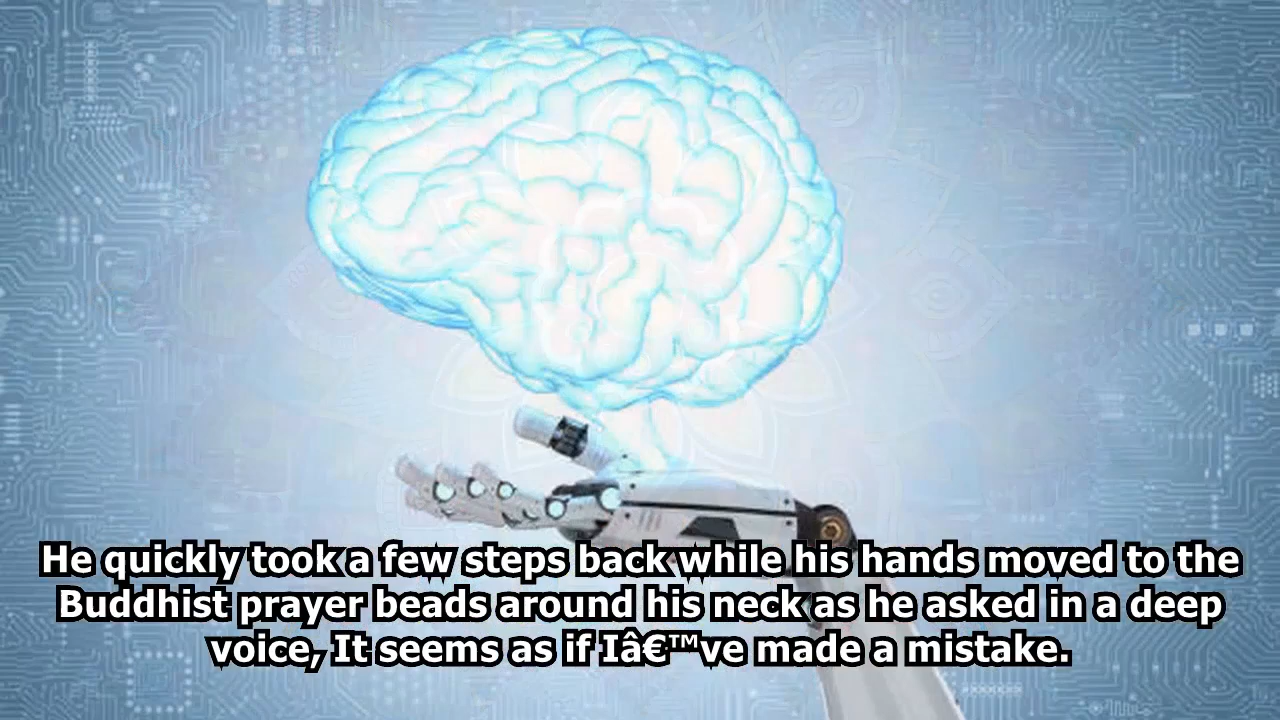 He quickly took a few steps back while his hands moved to the
Buddhist prayer beads around his neck as he asked in a deep
voice, It seems as if Iâ€™ve made a mistake.